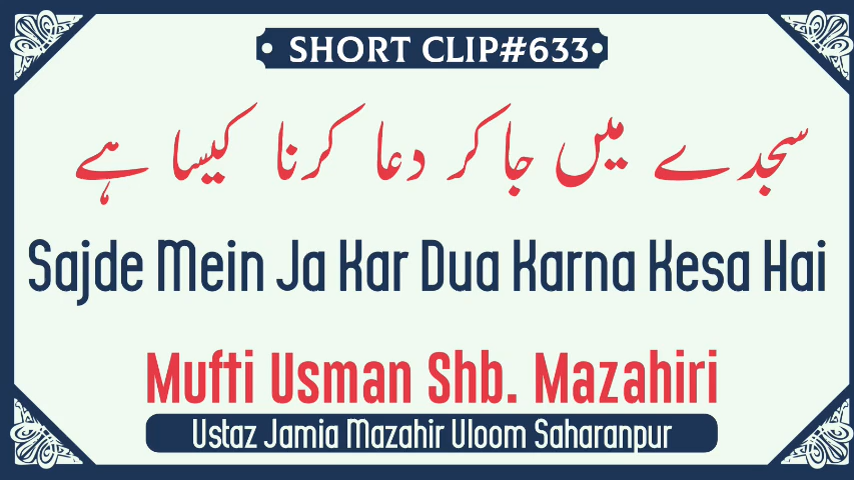 SHORT CLIP#633
سجدے میں جا کر دعا کرنا کیسا ہے
Sajde Mein Ja Kar Dua Karna Kesa Hai
Mufti Usman Shb. Mazahiri
Ustaz Jamia Mazahir Uloom Saharanpur